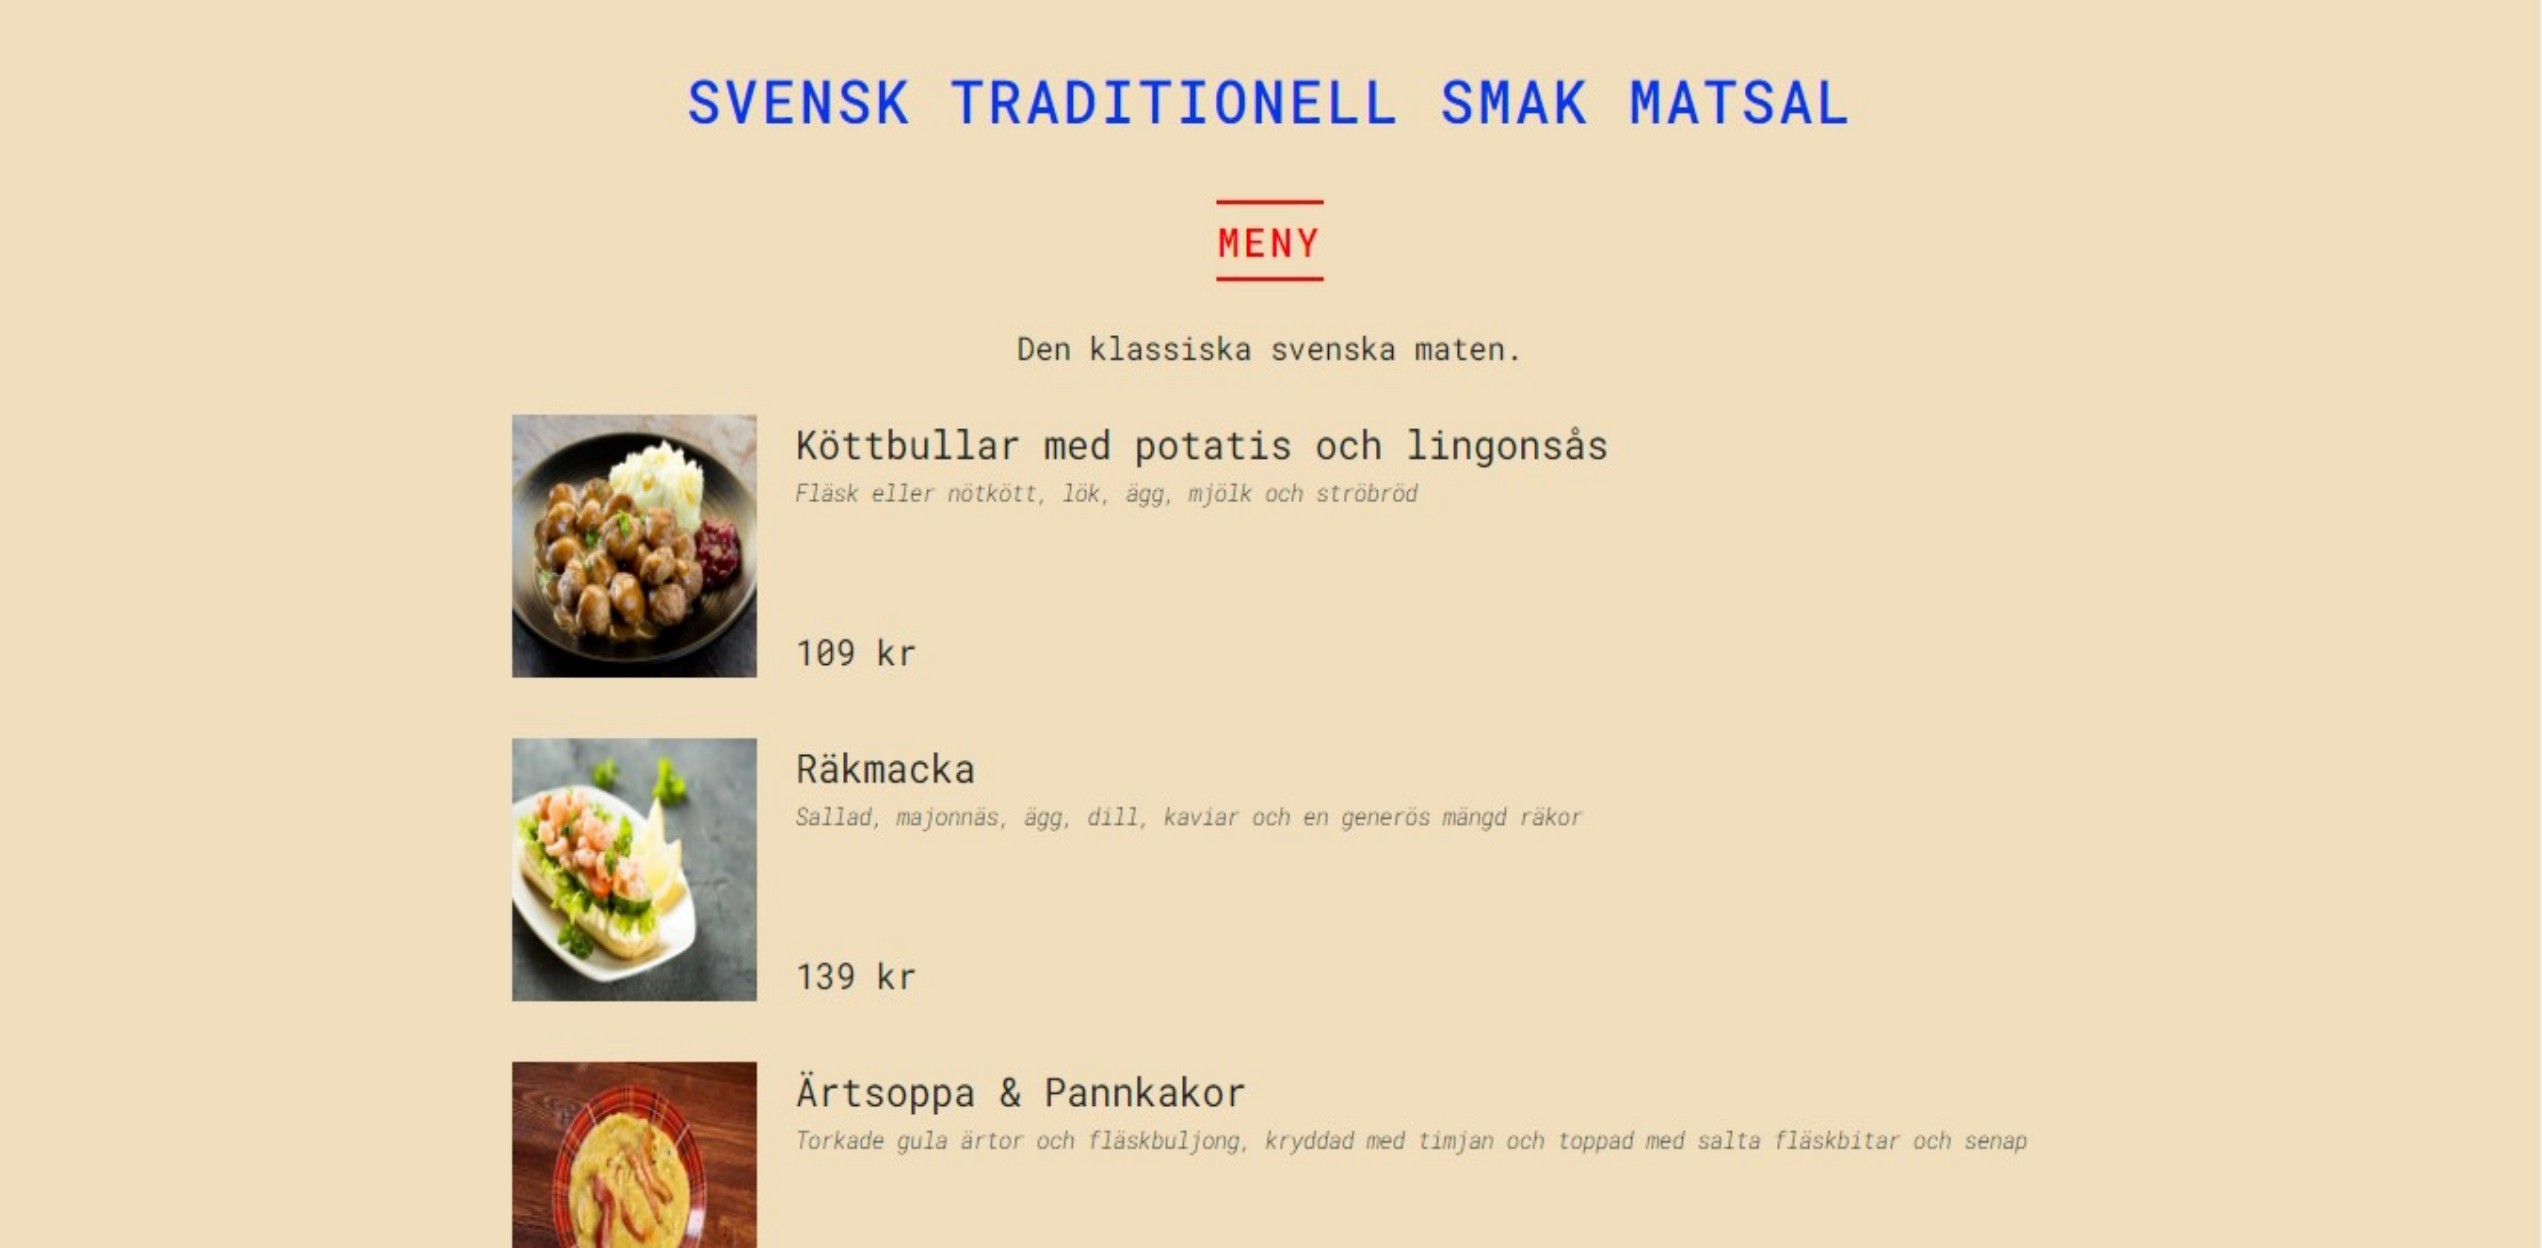 SVENSK TRADITIONELL SMAK MATSAL
MENY
Den klassiska svenska maten.
Köttbullar med potatis och lingonsås
Fläsk eller nötkött, lök, ägg, mjölk och ströbröd
109 kr
Räkmacka
Sallad, majonnäs, ägg, dill, kaviar och en generös mängd räkor
139 kr
Ärtsoppa & Pannkakor
Torkade gula ärtor och fläskbuljong, kryddad med timjan och toppad med salta fläskbitar och senap